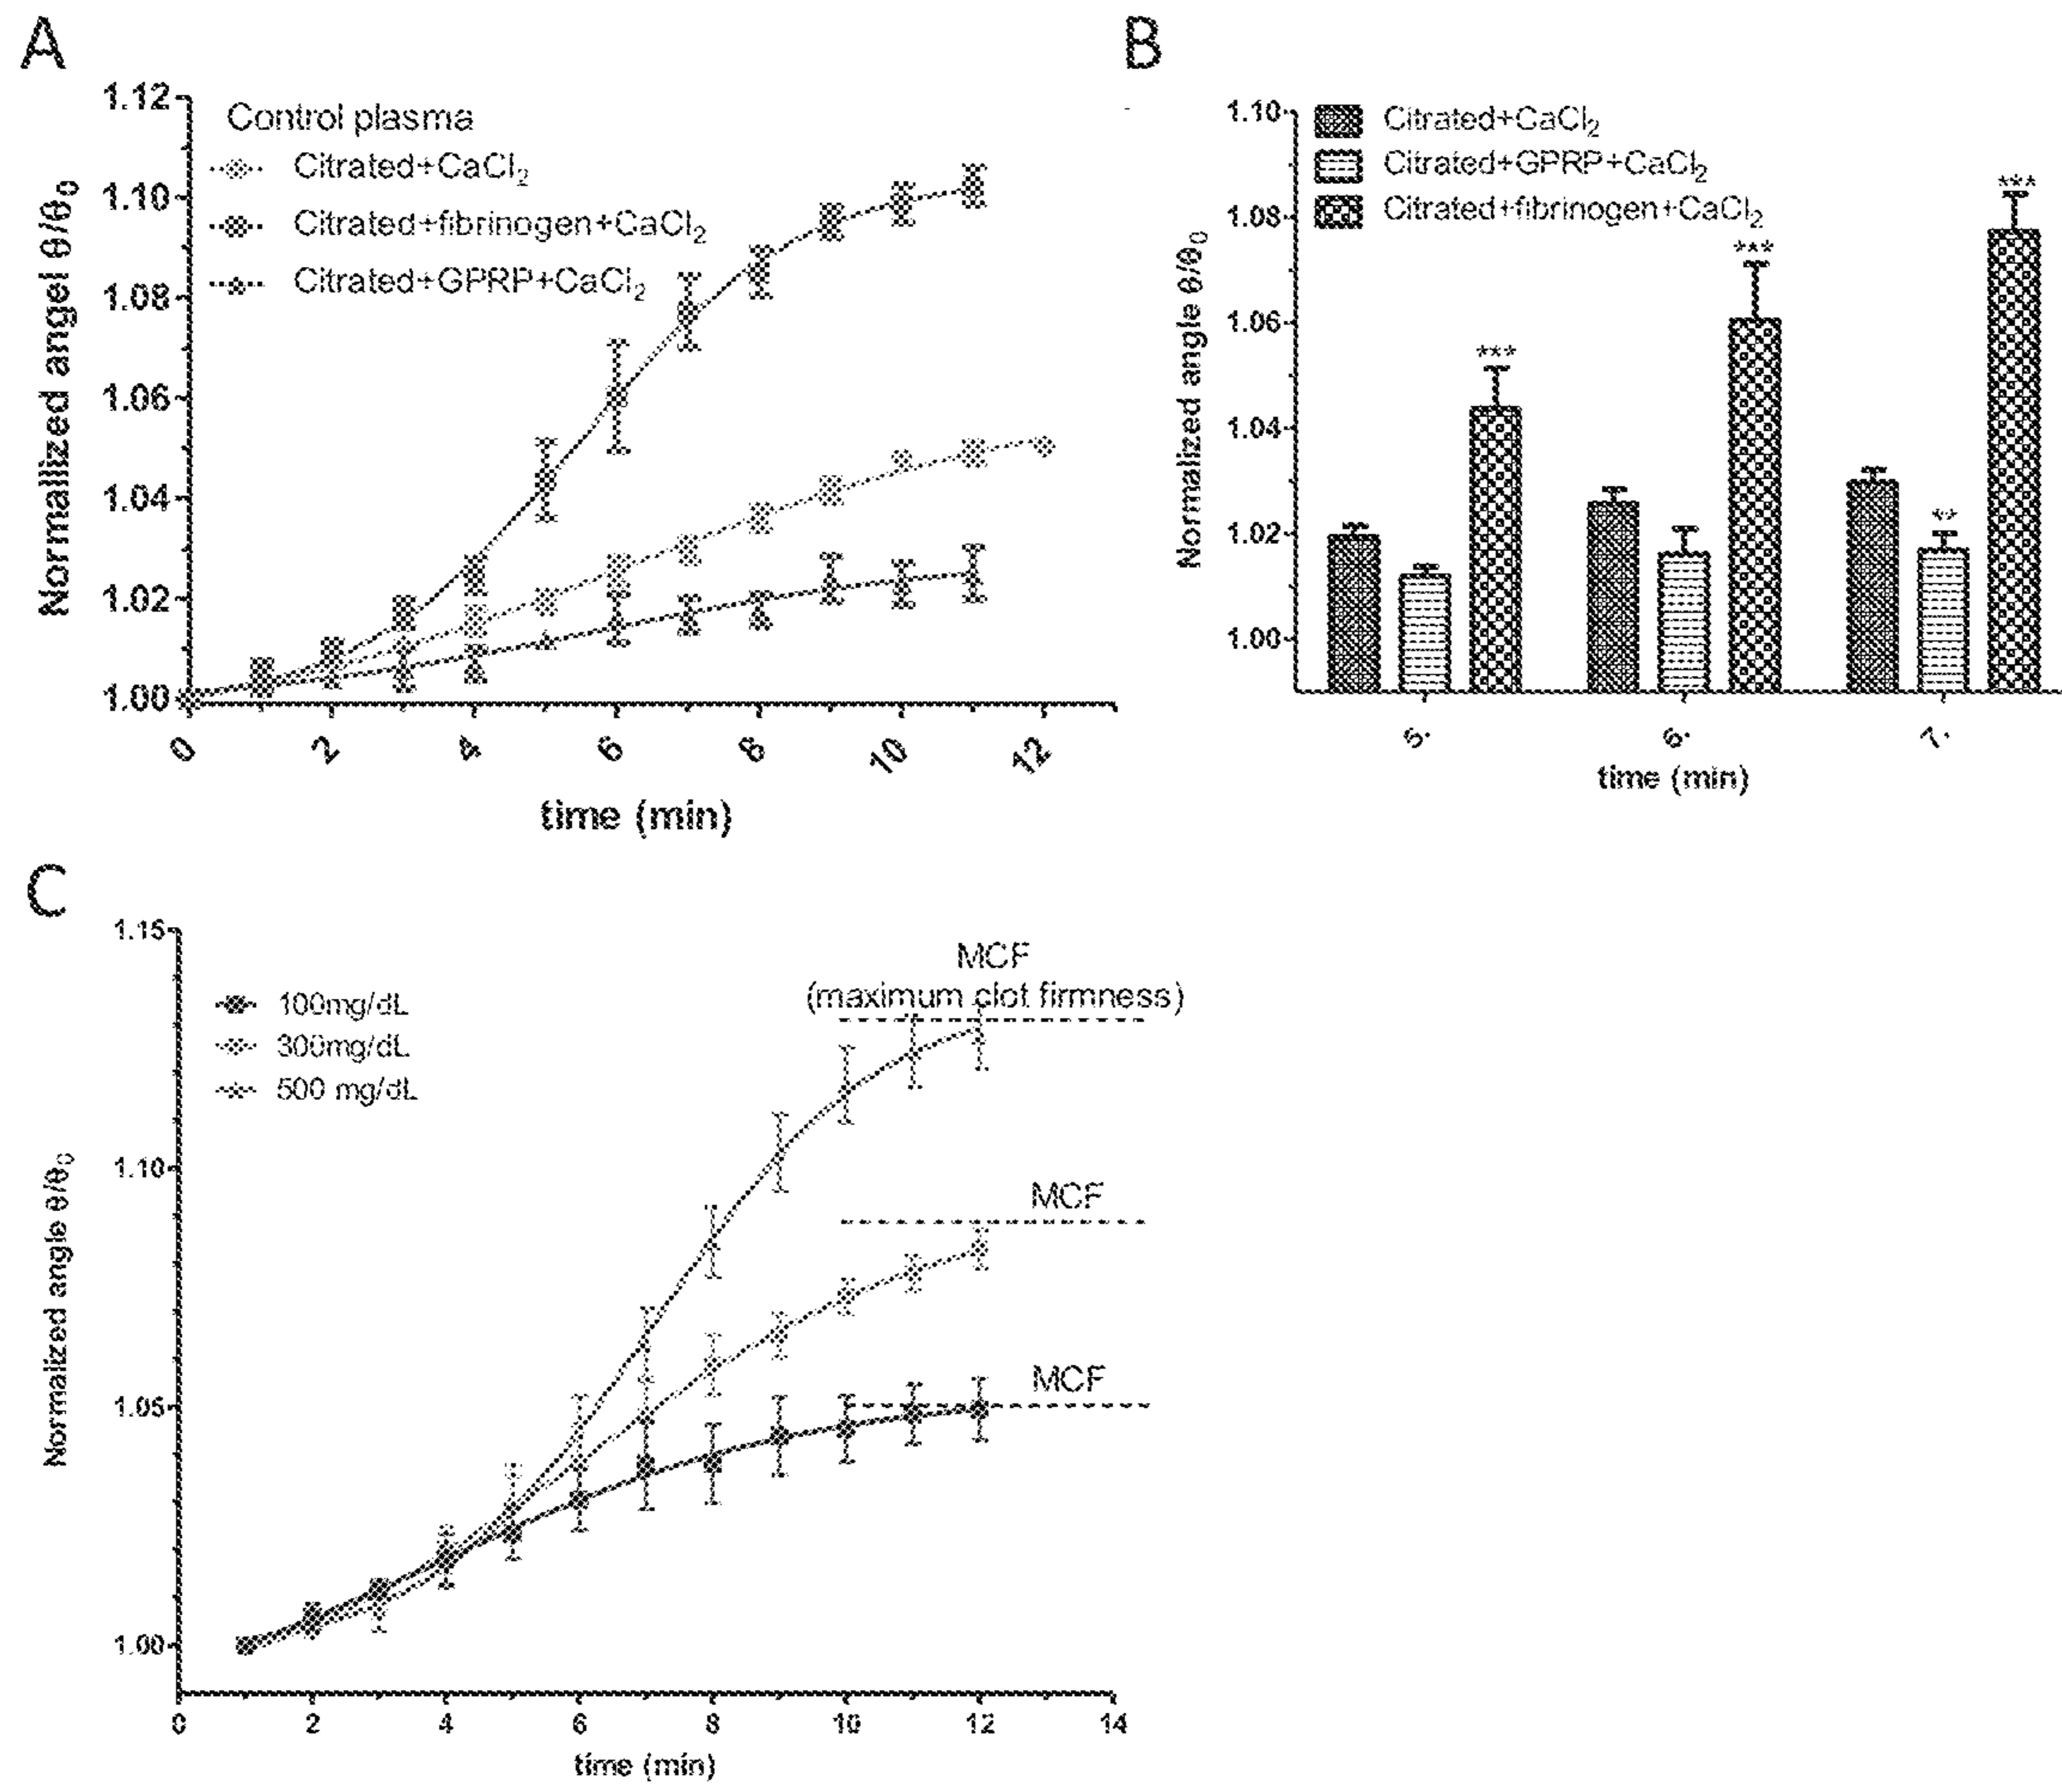 A
1.12
1.10
1.08
1.06
1.04
1.02
1.00
Normalized angel θ/θ0
Control plasma
Citrated+CaCl2
Citrated+fibrinogen+CaCl2
Citrated+GPRP+CaCl2
0 2 4 6 8 10 12
time (min)
B
1.10
1.08
1.06
1.04
1.02
1.00
Normalized angle θ/θ0
Citrated+CaCl2
Citrated+GPRP+CaCl2
Citrated+fibrinogen+CaCl2
***
***
***
**
5. 6. 7.
time (min)
C
1.15
1.10
1.05
1.00
Normalized angle θ/θ0
100mg/dL
300mg/dL
500 mg/dL
MCF
(maximum clot firmness)
MCF
MCF
0 2 4 6 8 10 12 14
time (min)